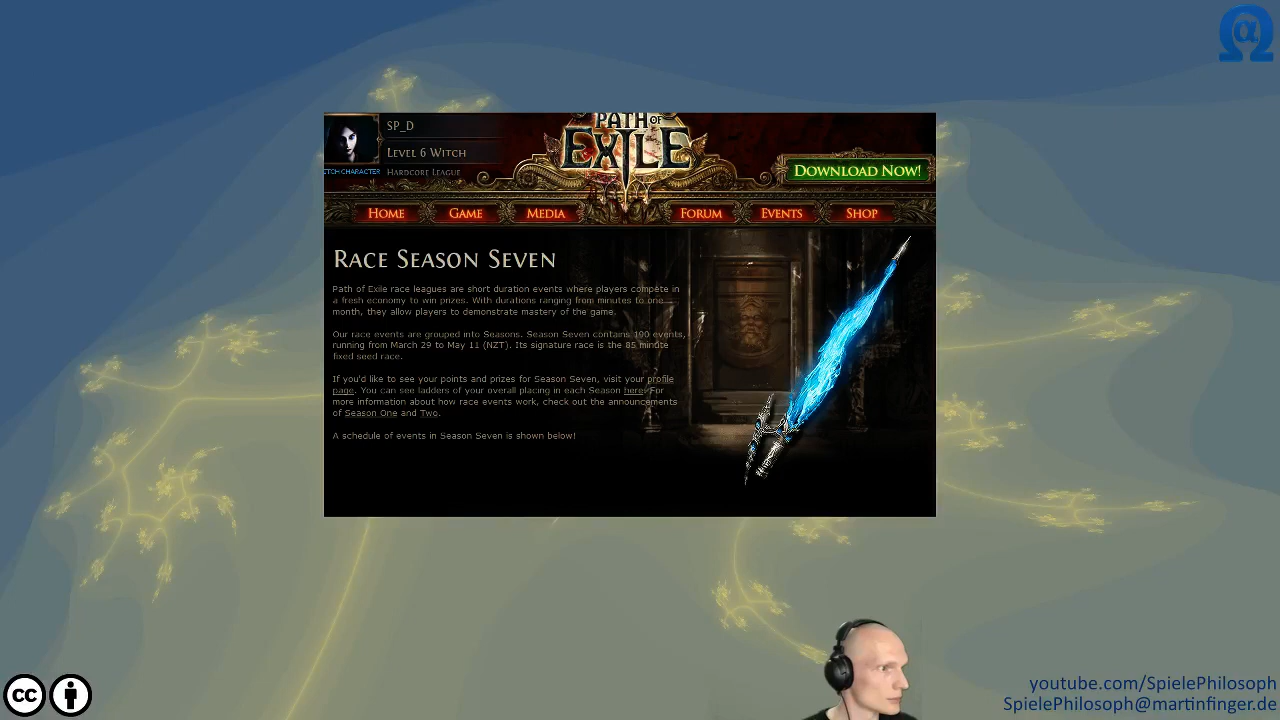 SP_D
Level 6 Witch
TCH CHARACTER
Hardcore League
PATH OF
EXILE
Download Now!
Home
Game
Media
Forum
Events
Shop
Race Season Seven
Path of Exile race leagues are short duration events where players compete in
a fresh economy to win prizes. With durations ranging from minutes to one
month, they allow players to demonstrate mastery of the game.
Our race events are grouped into Seasons. Season Seven contains 100 events,
running from March 29 to May 11 (NZT). Its signature race is the 85 minute
fixed seed race.
If you'd like to see your points and prizes for Season Seven, visit your profile
page. You can see ladders of your overall placing in each Season here. For
more information about how race events work, check out the announcements
of Season One and Two.
A schedule of events in Season Seven is shown below!
cc
youtube.com/SpielePhilosoph
SpielePhilosoph@martinfinger.de